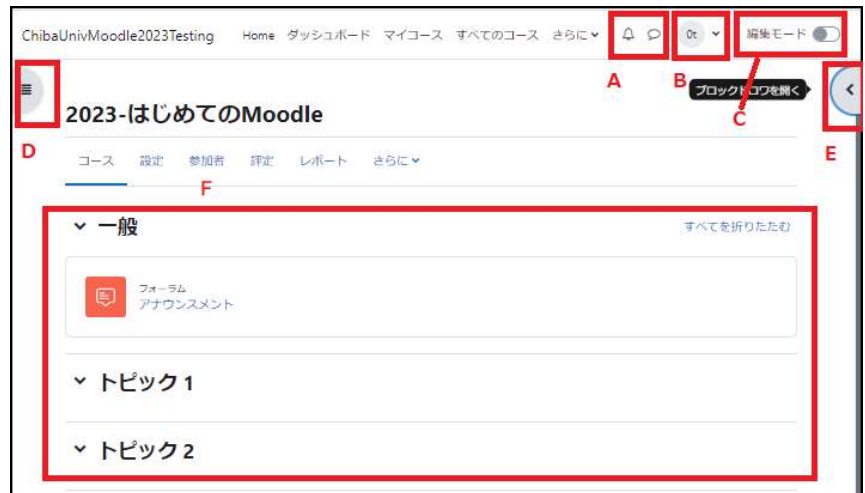 ChibaUnivMoodle2023Testing Home ダッシュボード マイコース すべてのコース さらに 0t 編集モード
A B ブロックドロワを開く
C
D 2023-はじめてのMoodle E
コース 設定 参加者 評定 レポート さらに
F
一般 すべてを折りたたむ
フォーラム
アナウンスメント
トピック 1
トピック 2